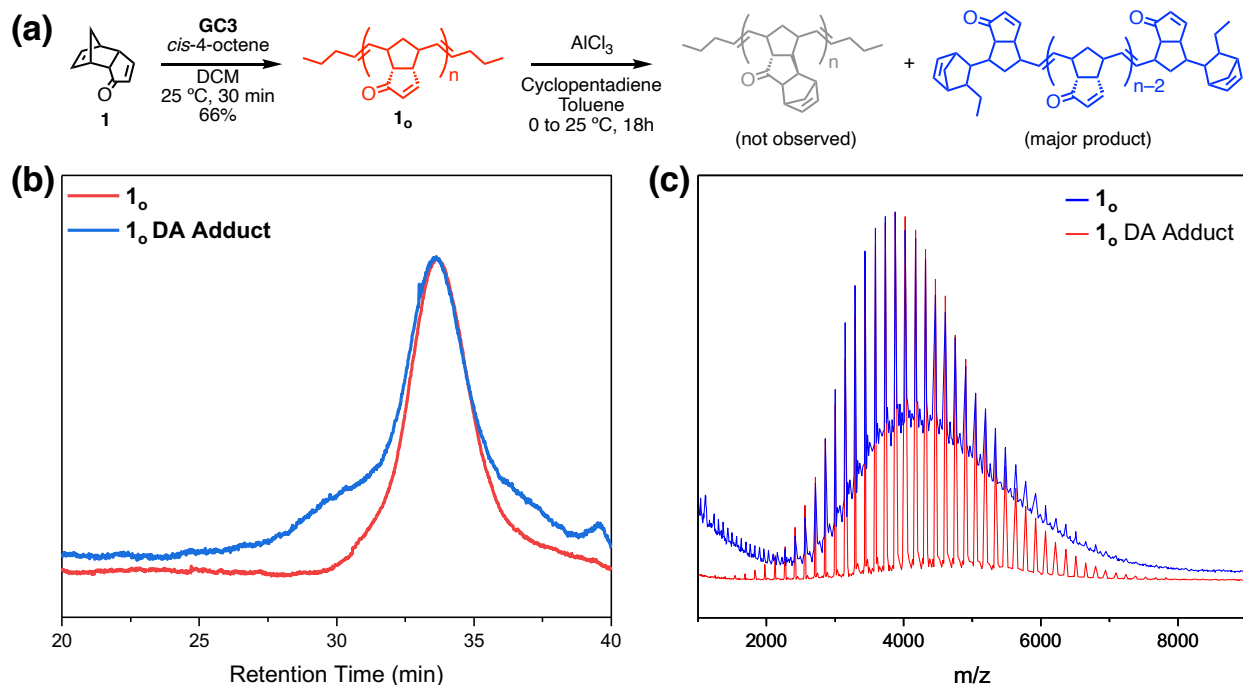 (a)
GC3
cis-4-octene
DCM
25 ºC, 30 min
66%
1
O
n
O
1o
AlCl3
Cyclopentadiene
Toluene
0 to 25 ºC, 18h
n
O
(not observed)
+
O
O
n–2
O
(major product)
(b)
1o
1o DA Adduct
20 25 30 35 40
Retention Time (min)
(c)
1o
1o DA Adduct
2000 4000 6000 8000
m/z